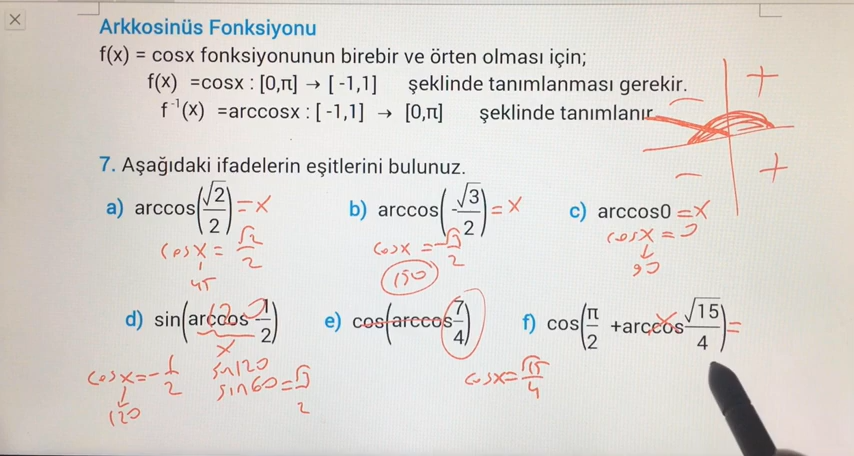 Arkkosinüs Fonksiyonu
f(x) = cosx fonksiyonunun birebir ve örten olması için;
f(x) =cosx : [0,π] → [ -1,1] şeklinde tanımlanması gerekir.
f⁻¹(x) =arccosx : [ -1,1] → [0,π] şeklinde tanımlanır.
7. Aşağıdaki ifadelerin eşitlerini bulunuz.
a) arccos(√2/2) = x b) arccos(-√3/2) = x c) arccos0 = x
cosx = √2/2 cosx = -√3/2 cosx = 0
45 150 90
d) sin(arccos -1/2) e) cos(arccos 7/4) f) cos(π/2 +arccos √15/4) =
120
x
cosx = -1/2 sin120 cosx = √15/4
120 sin60 = √3/2
− +
− +